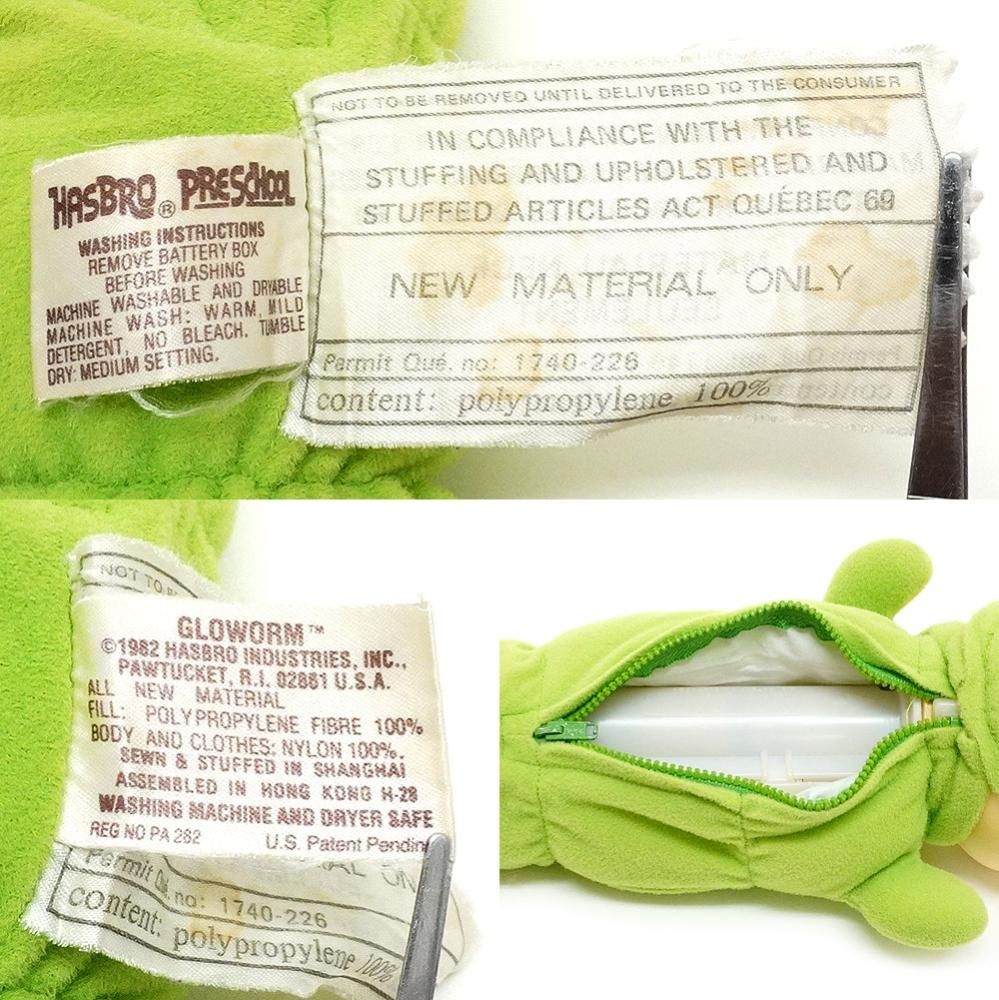 HASBRO® PRESCHOOL
WASHING INSTRUCTIONS
REMOVE BATTERY BOX
BEFORE WASHING
MACHINE WASHABLE AND DRYABLE
MACHINE WASH: WARM, MILD
DETERGENT, NO BLEACH. TUMBLE
DRY: MEDIUM SETTING.
NOT TO BE REMOVED UNTIL DELIVERED TO THE CONSUMER
IN COMPLIANCE WITH THE
STUFFING AND UPHOLSTERED AND
STUFFED ARTICLES ACT QUÉBEC 69
NEW MATERIAL ONLY
Permit Qué. no: 1740-226
content: polypropylene 100%
NOT TO
GLOWORM™
©1982 HASBRO INDUSTRIES, INC.,
PAWTUCKET, R.I. 02861 U.S.A.
ALL NEW MATERIAL
FILL: POLYPROPYLENE FIBRE 100%
BODY AND CLOTHES: NYLON 100%.
SEWN & STUFFED IN SHANGHAI
ASSEMBLED IN HONG KONG H-28
WASHING MACHINE AND DRYER SAFE
REG NO PA 282 U.S. Patent Pending
Permit Qué. no: 1740-226
content: polypropylene 100%